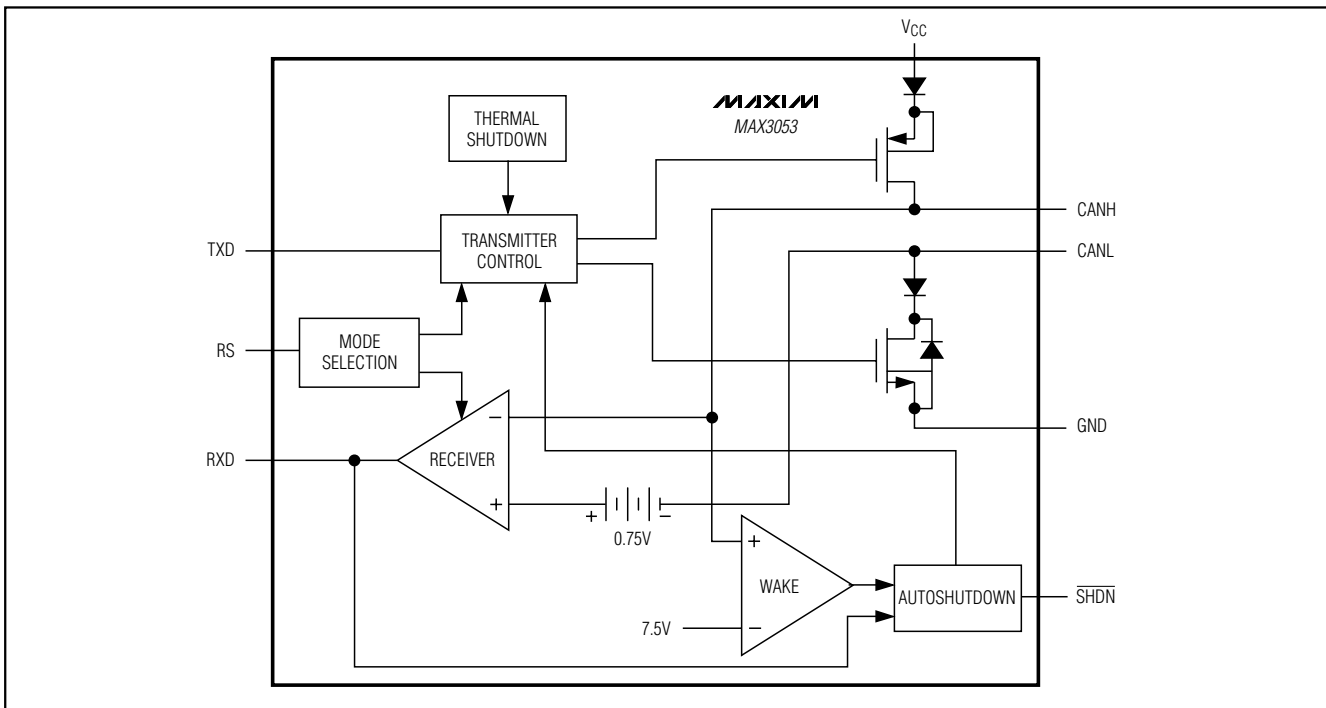 VCC
MAXIM
MAX3053
THERMAL
SHUTDOWN
CANH
TXD
TRANSMITTER
CONTROL
CANL
RS
MODE
SELECTION
GND
RXD
−
RECEIVER
+
+ −
0.75V
+
WAKE
−
7.5V
AUTOSHUTDOWN
S̅H̅D̅N̅